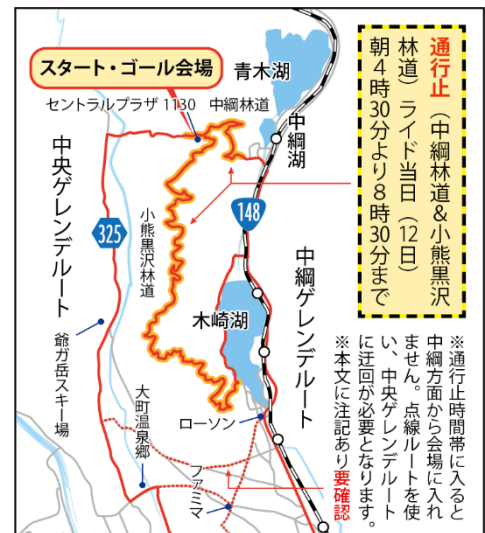 通行止（中綱林道&小熊黒沢
林道）ライド当日（12日）
朝4時30分より8時30分まで
スタート・ゴール会場
セントラルプラザ1130
中綱林道
青木湖
中綱湖
中央ゲレンデルート
325
小熊黒沢林道
148
木崎湖
中綱ゲレンデルート
爺ガ岳スキー場
大町温泉郷
ローソン
ファミマ
※通行止時間帯に入ると
中綱方面から会場に入れ
ません。点線ルートを使
い、中央ゲレンデルート
に迂回が必要となります。
※本文に注記あり要確認